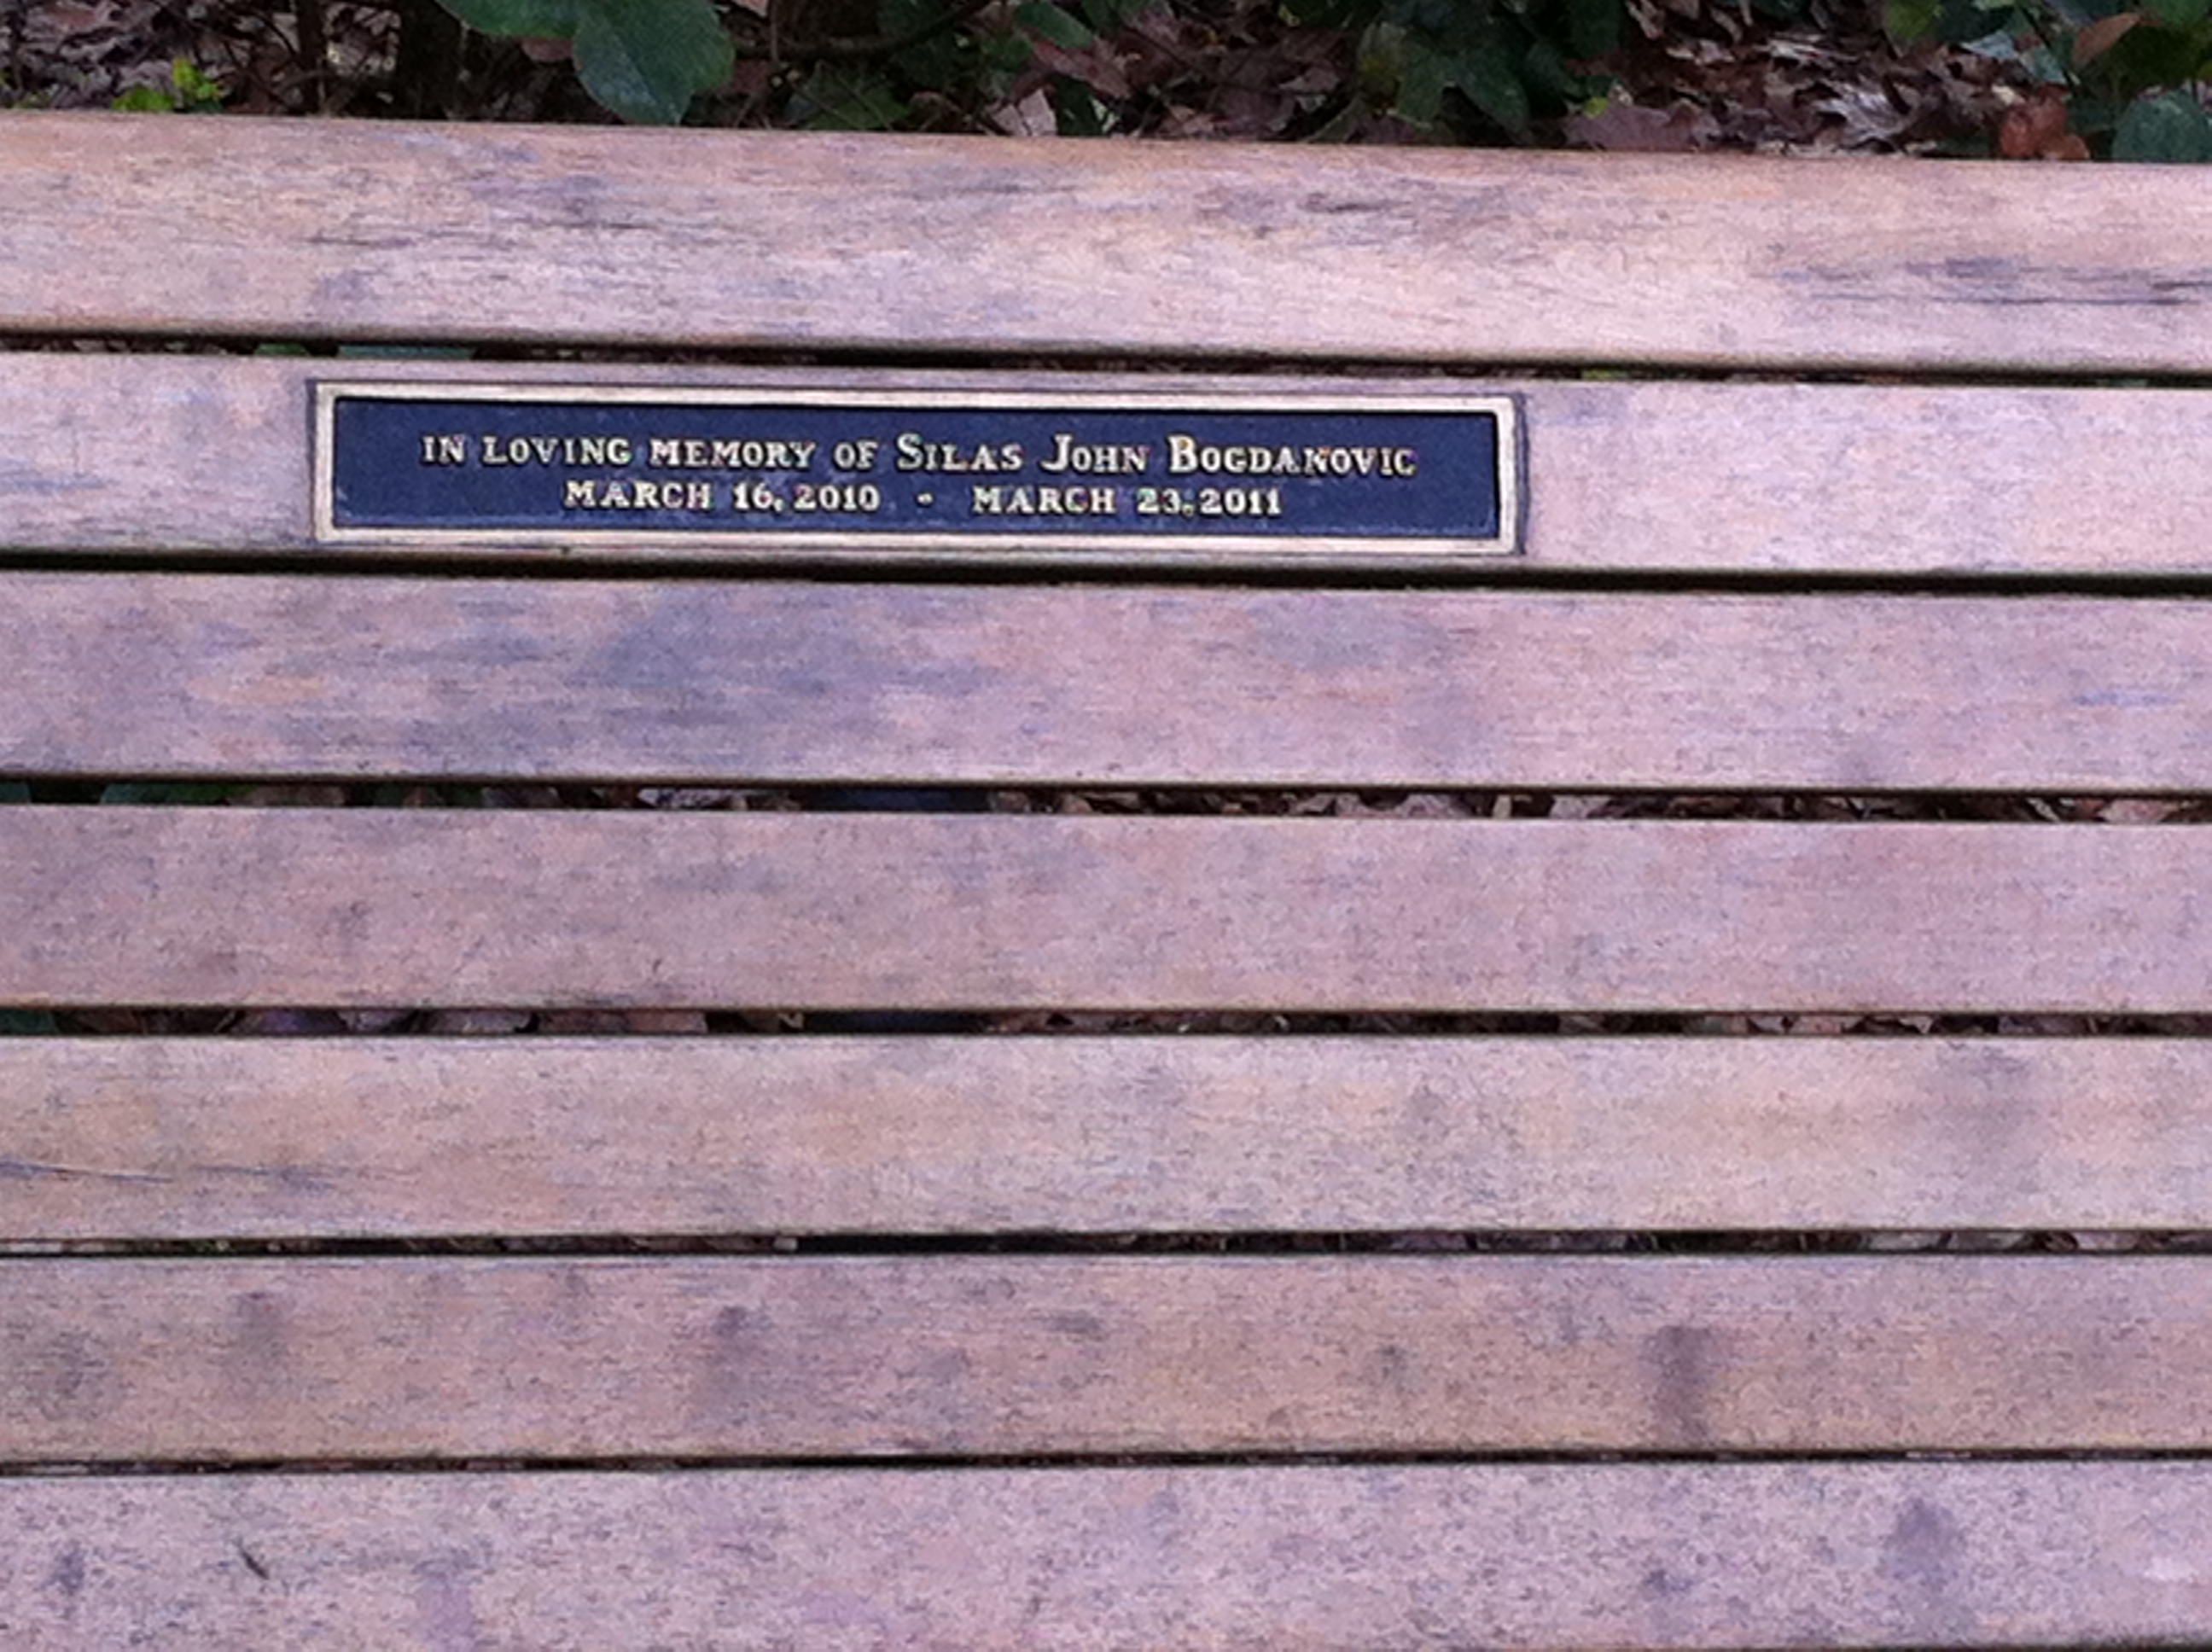 IN LOVING MEMORY OF SILAS JOHN BOGDANOVIC
MARCH 16, 2010 - MARCH 23, 2011